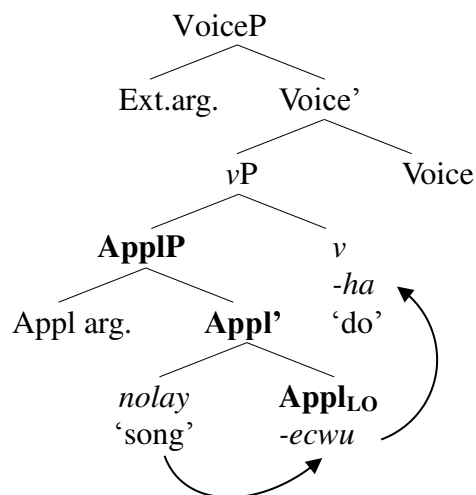 VoiceP
Ext.arg. Voice’
vP Voice
ApplP v
-ha
Appl arg. Appl’ ‘do’
nolay ApplLO
‘song’ -ecwu